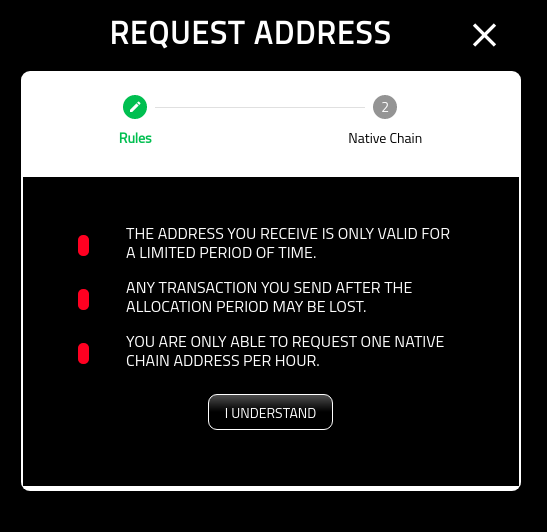 REQUEST ADDRESS
2
Rules
Native Chain
THE ADDRESS YOU RECEIVE IS ONLY VALID FOR
A LIMITED PERIOD OF TIME.
ANY TRANSACTION YOU SEND AFTER THE
ALLOCATION PERIOD MAY BE LOST.
YOU ARE ONLY ABLE TO REQUEST ONE NATIVE
CHAIN ADDRESS PER HOUR.
I UNDERSTAND